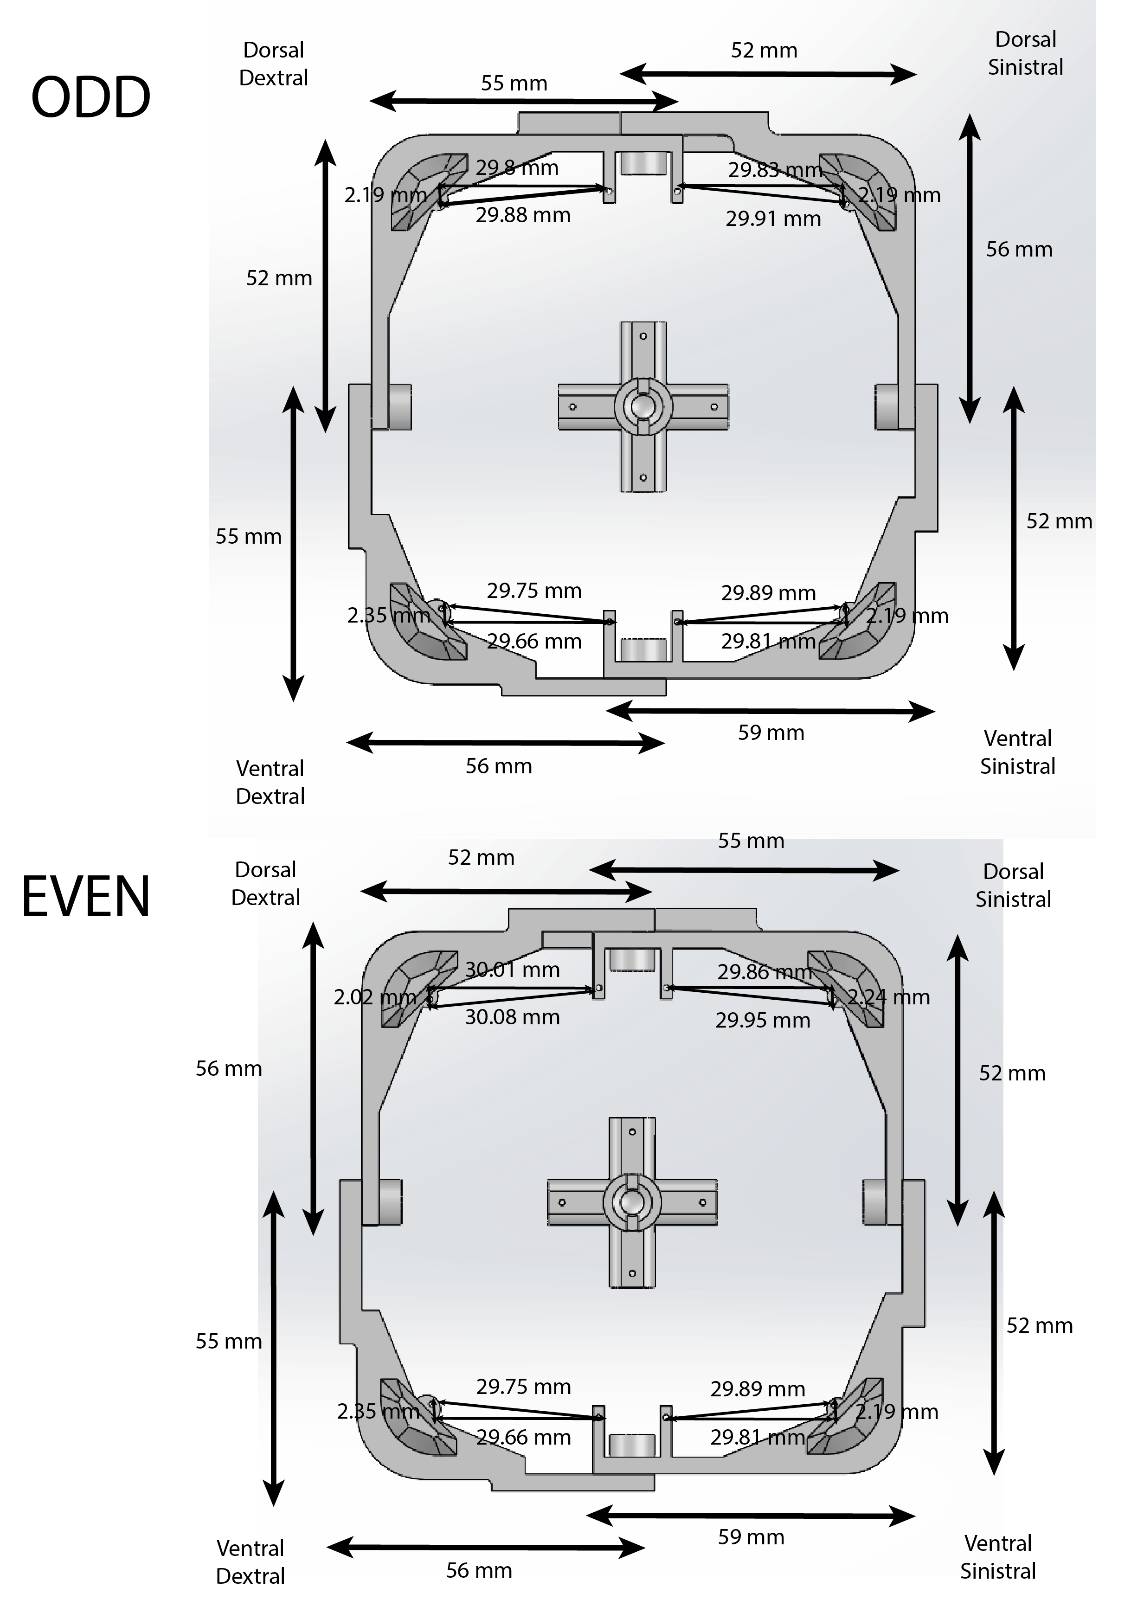 ODD
Dorsal
Dextral
55 mm
52 mm
Dorsal
Sinistral
29.8 mm
29.83 mm
2.19 mm
2.19 mm
29.88 mm
29.91 mm
52 mm
56 mm
55 mm
52 mm
29.75 mm
29.89 mm
2.35 mm
2.19 mm
29.66 mm
29.81 mm
59 mm
56 mm
Ventral
Dextral
Ventral
Sinistral
EVEN
Dorsal
Dextral
52 mm
55 mm
Dorsal
Sinistral
30.01 mm
29.86 mm
2.02 mm
2.24 mm
30.08 mm
29.95 mm
56 mm
52 mm
55 mm
52 mm
29.75 mm
29.89 mm
2.35 mm
2.19 mm
29.66 mm
29.81 mm
59 mm
56 mm
Ventral
Dextral
Ventral
Sinistral